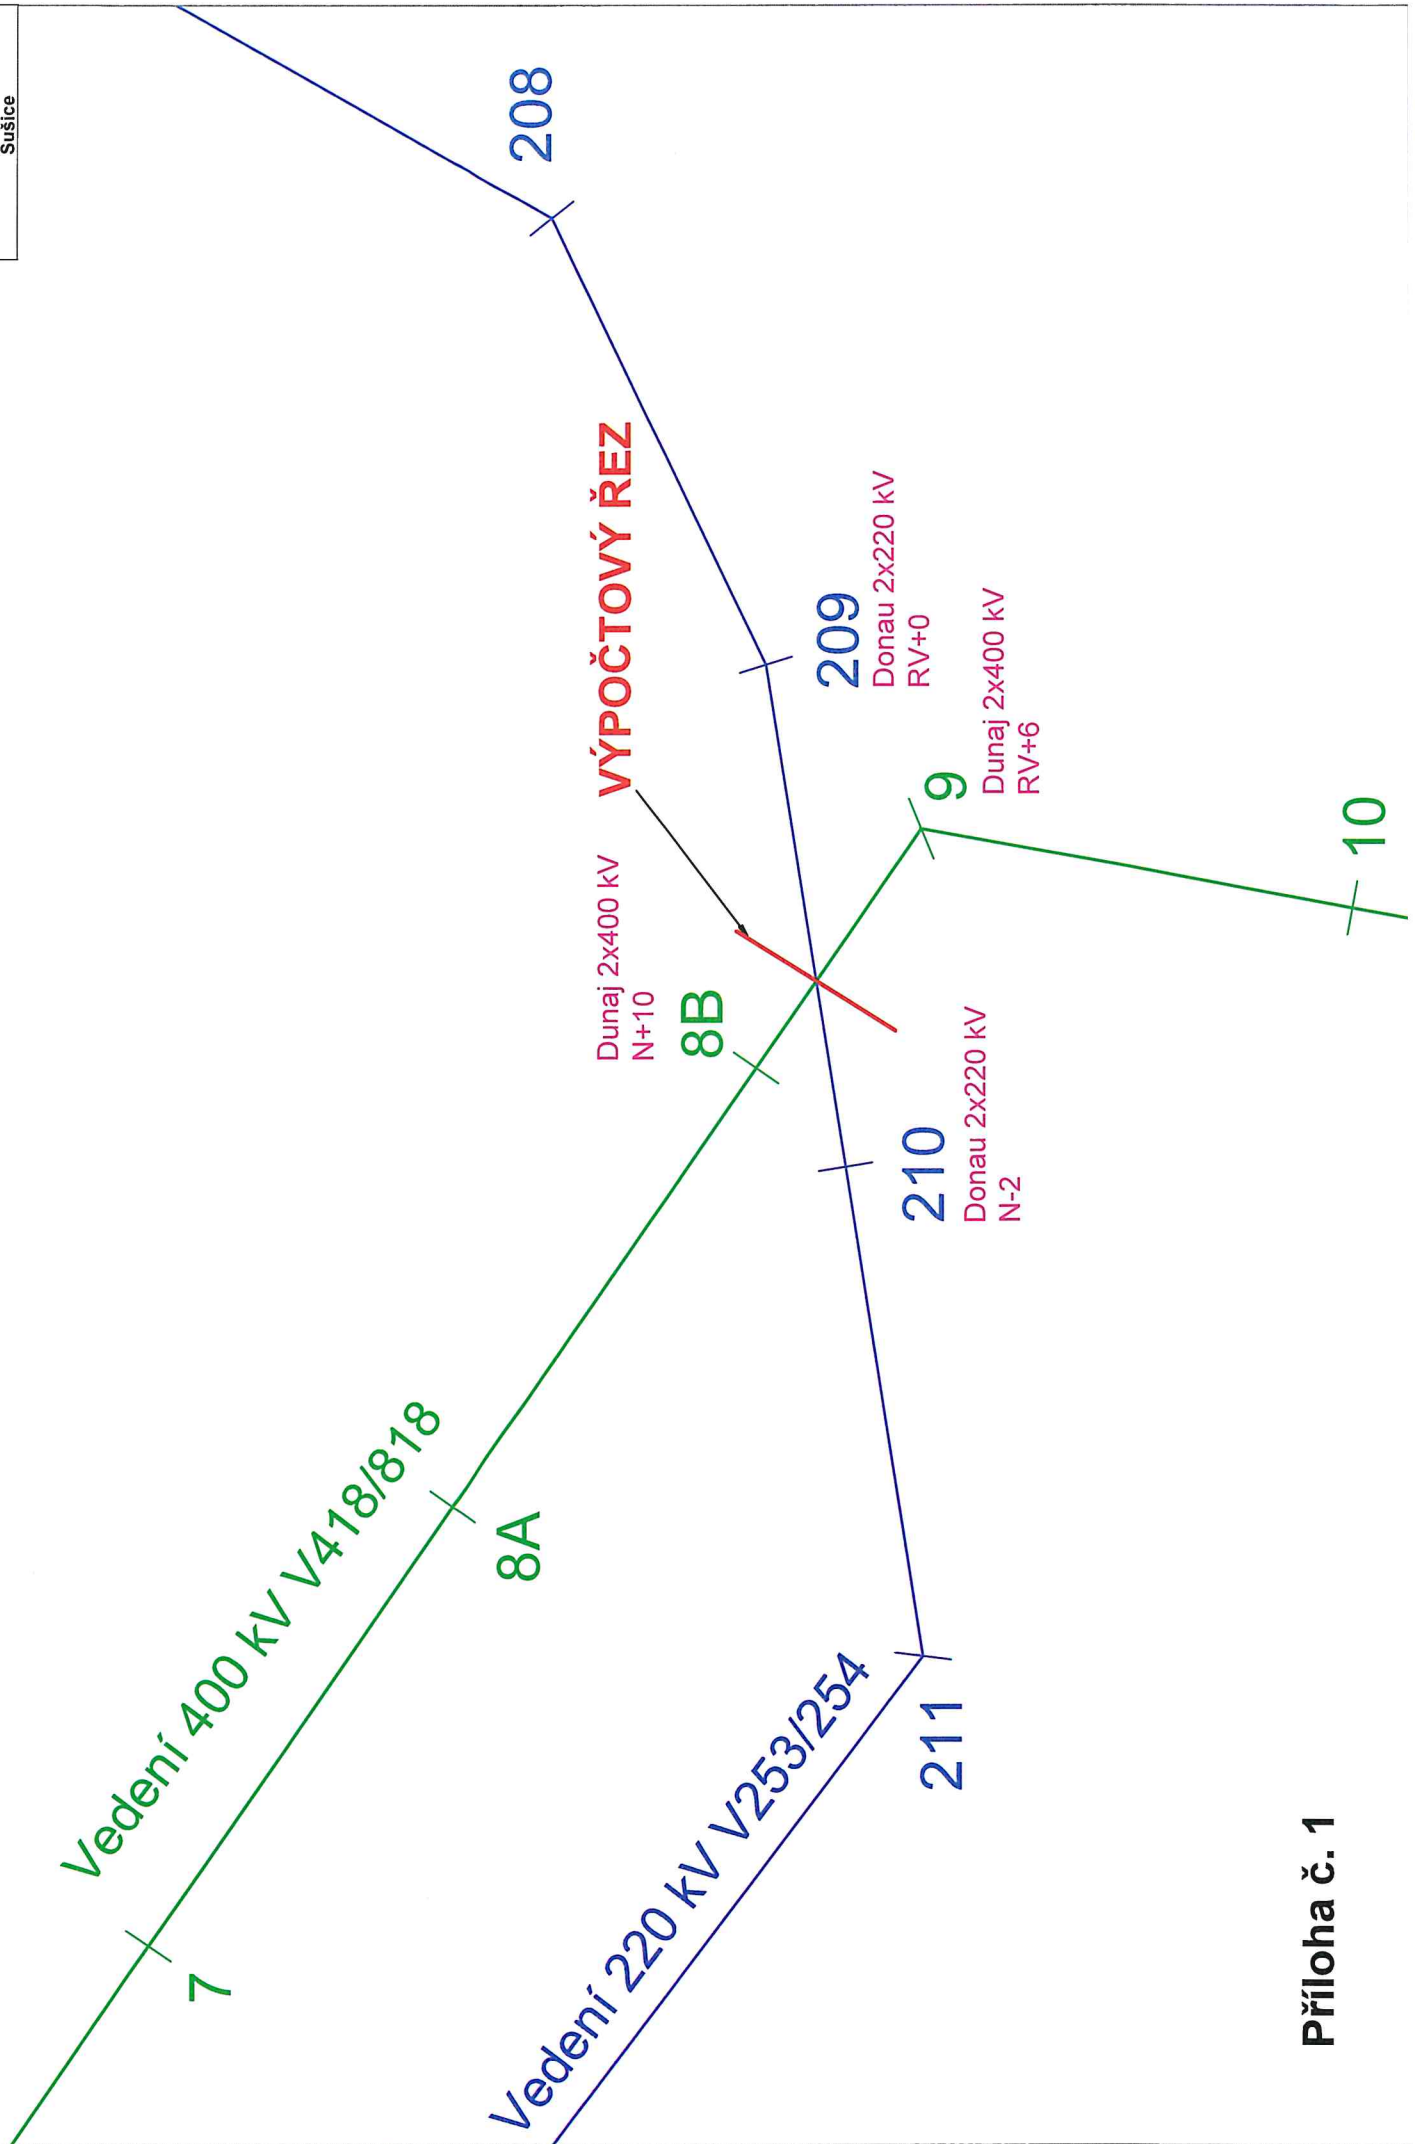 Sušice
Vedení 400 kV V418/818
7
8A
8B
Dunaj 2x400 kV
N+10
VÝPOČTOVÝ ŘEZ
208
209
Donau 2x220 kV
RV+0
9
Dunaj 2x400 kV
RV+6
10
210
Donau 2x220 kV
N-2
211
Vedení 220 kV V253/254
Příloha č. 1